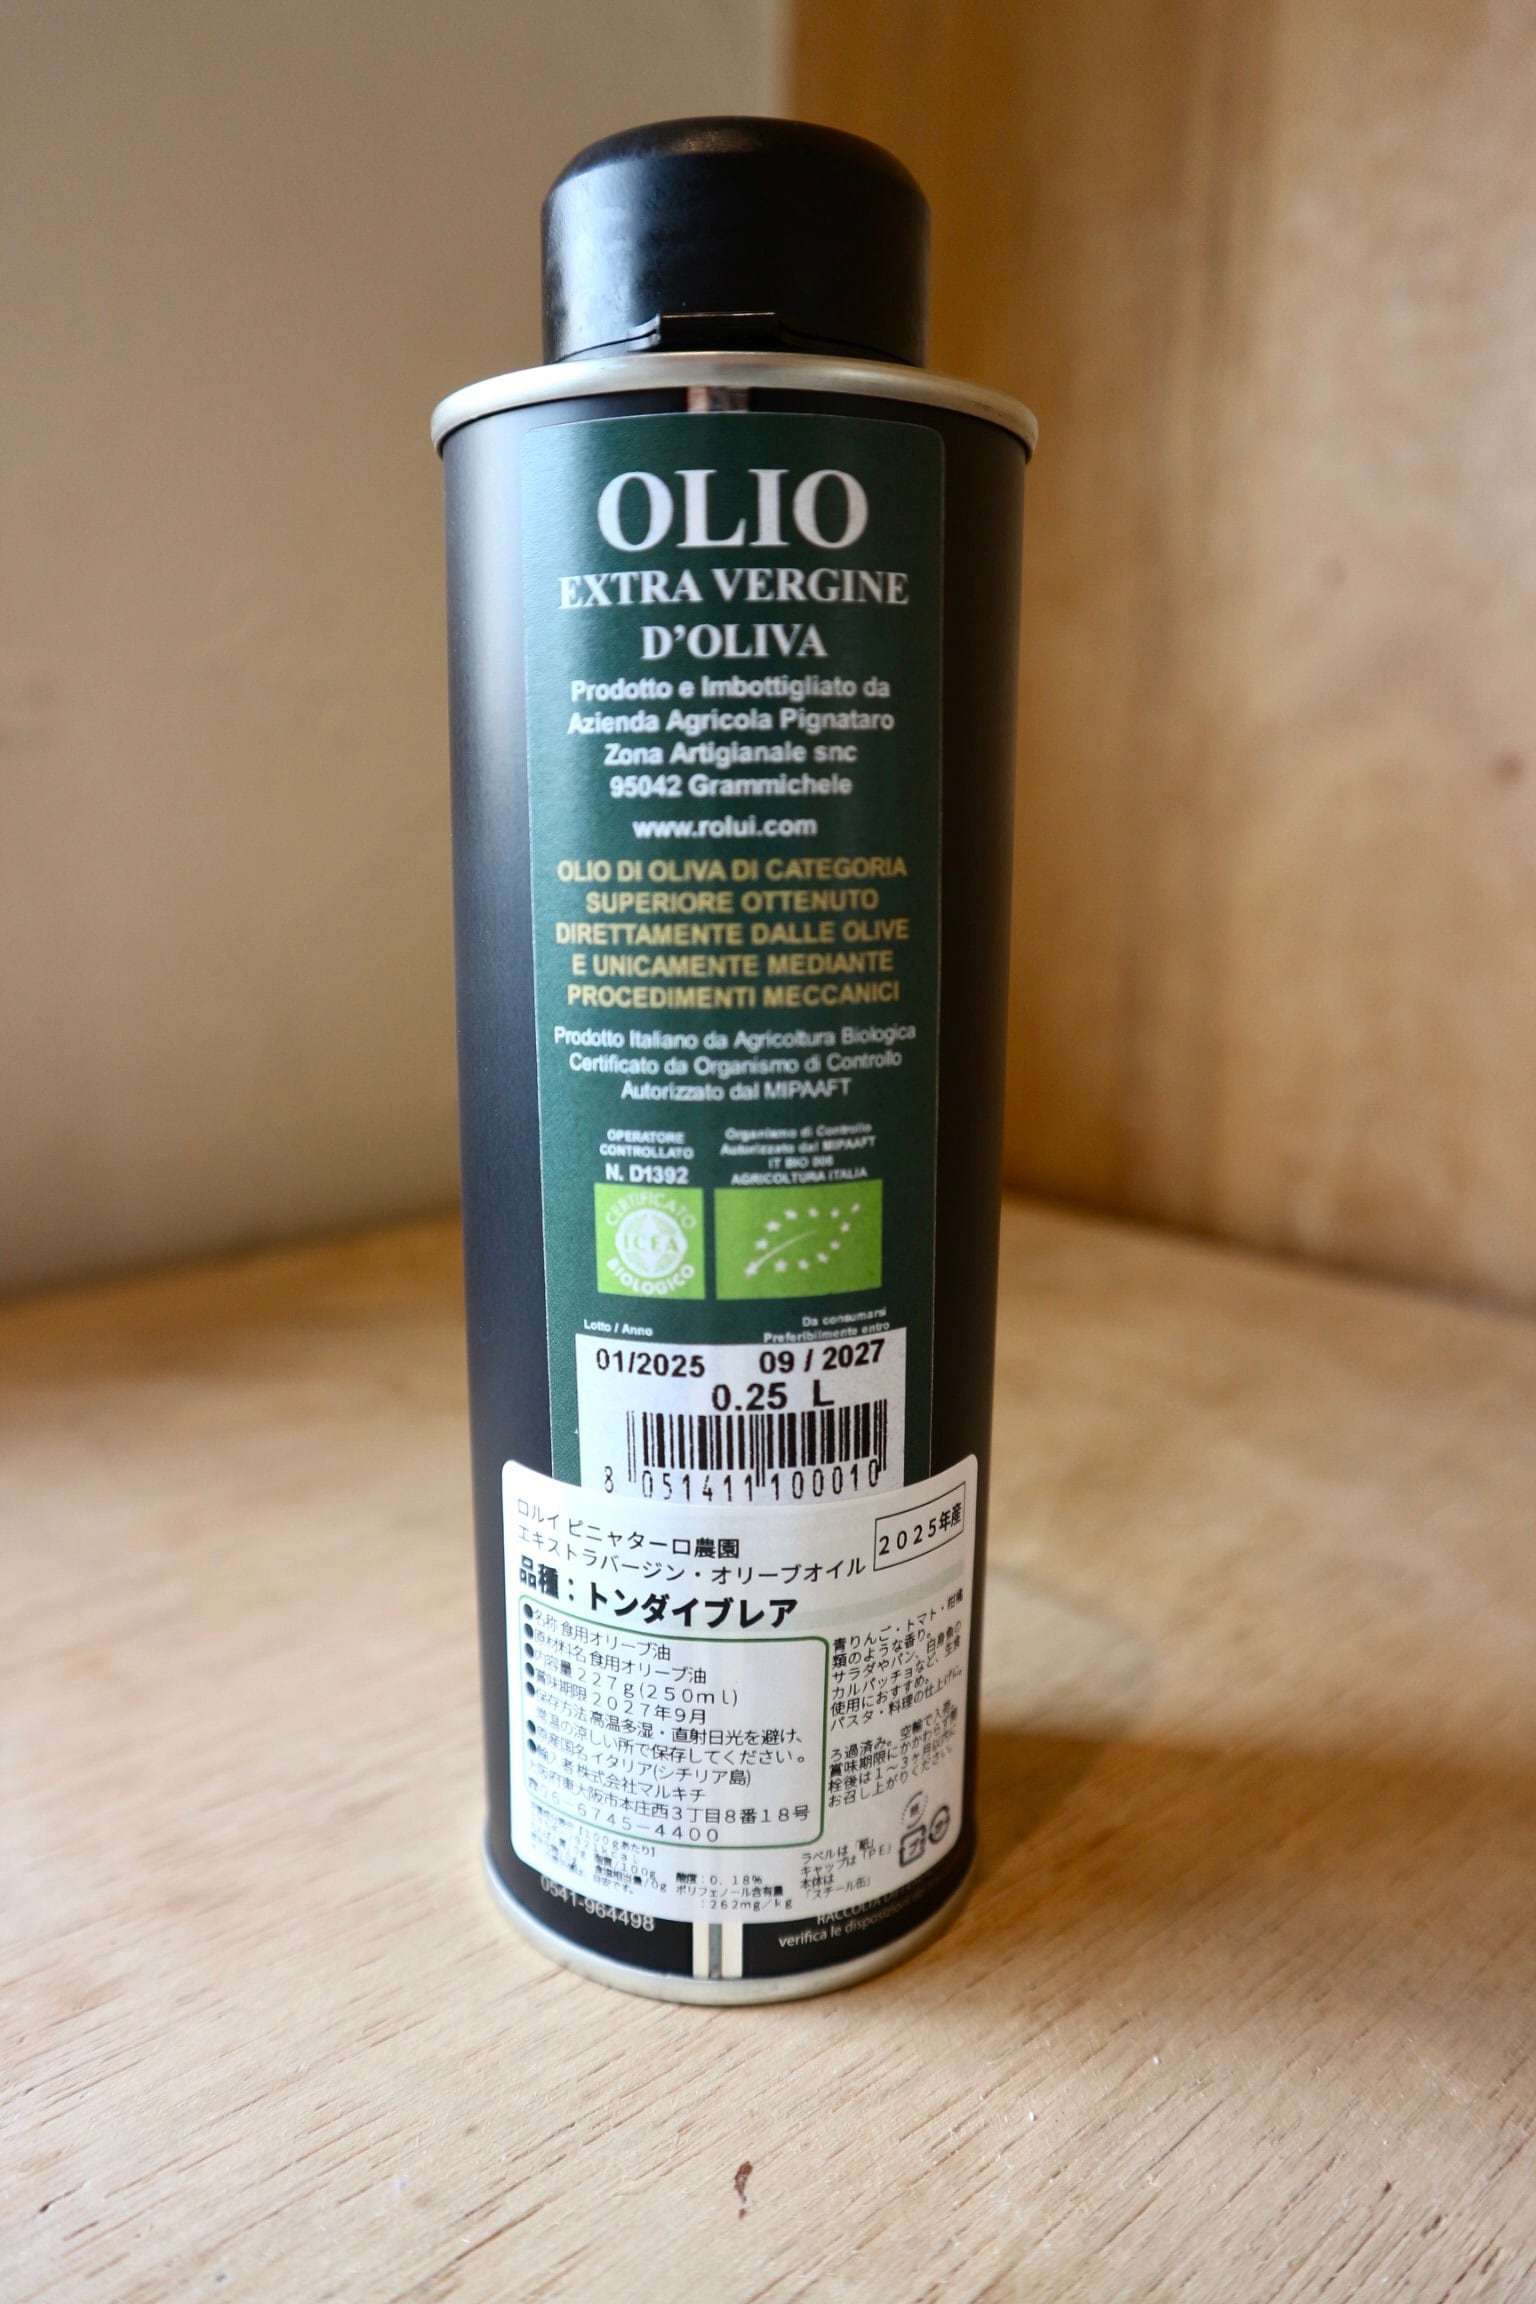 OLIO
EXTRA VERGINE
D'OLIVA
Prodotto e Imbottigliato da
Azienda Agricola Pignataro
Zona Artigianale snc
95042 Grammichele
www.rolui.com
OLIO DI OLIVA DI CATEGORIA
SUPERIORE OTTENUTO
DIRETTAMENTE DALLE OLIVE
E UNICAMENTE MEDIANTE
PROCEDIMENTI MECCANICI
Prodotto Italiano da Agricoltura Biologica
Certificato da Organismo di Controllo
Autorizzato dal MIPAAFT
OPERATORE
CONTROLLATO
N. D1392
Organismo di Controllo
Autorizzato dal MIPAAFT
IT BIO 006
AGRICOLTURA ITALIA
CERTIFICATO
ICEA
BIOLOGICO
Lotto / Anno
Da consumarsi
Preferibilmente entro
01/2025 09 / 2027
0.25 L
8 051411 100010
ロルイ ピニャターロ農園
エキストラバージン・オリーブオイル
2025年産
品種：トンダイブレア
●名称 食用オリーブ油
●原材料名 食用オリーブ油
●内容量 227g(250ml)
●賞味期限 2027年9月
●保存方法 高温多湿・直射日光を避け、
常温の涼しい所で保存してください。
●原産国名 イタリア(シチリア島)
●輸入者 株式会社マルキチ
大阪府東大阪市本庄西3丁目8番18号
☎06-6745-4400
青りんご・トマト・柑橘
類のような香り。
サラダやパン、白身魚の
カルパッチョなど、生食
使用におすすめ。
パスタ・料理の仕上げに。
ろ過済み。空輸で入荷。
賞味期限にかかわらず開
栓後は1～3ヶ月以内に
お召し上がりください。
酸度：0.18%
ポリフェノール含有量
：262mg/kg
ラベルは「紙」
キャップは「PE」
本体は
「スチール缶」
紙
プラ
0541-964498
verifica le disposizioni